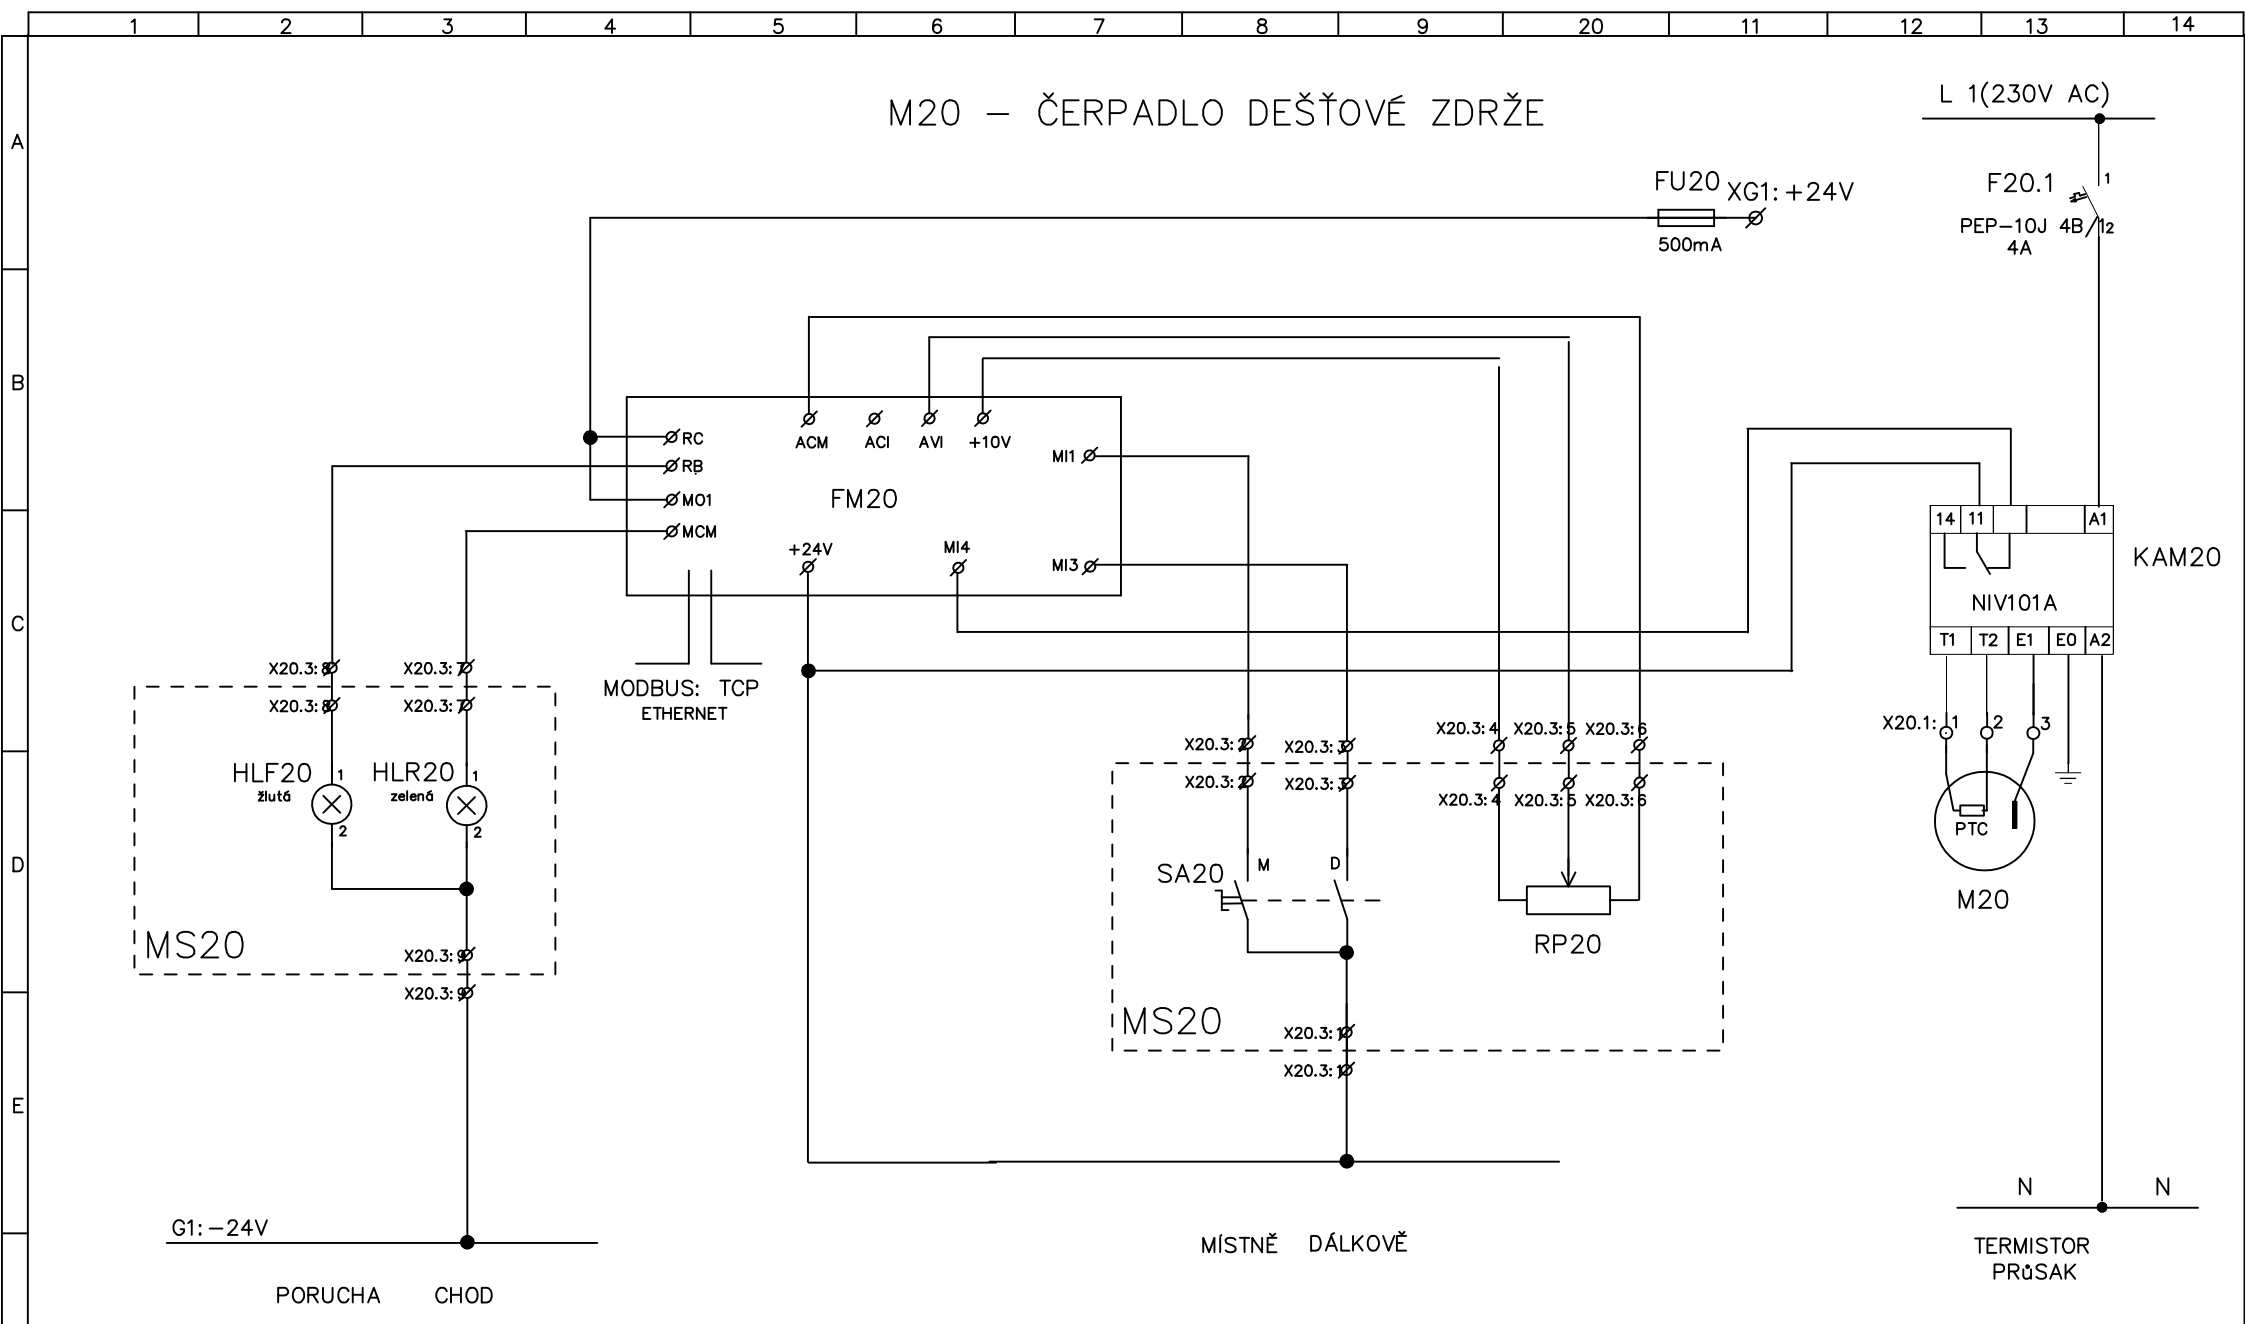 1 2 3 4 5 6 7 8 9 20 11 12 13 14
A
B
C
D
E
M20 – ČERPADLO DEŠŤOVÉ ZDRŽE
L 1(230V AC)
FU20 XG1:+24V
500mA
F20.1
1
PEP-10J 4B/1
2
4A
RC
RB
MO1
MCM
ACM ACI AVI +10V
MI1
FM20
+24V
MI4
MI3
MODBUS: TCP
ETHERNET
14 11 A1
KAM20
NIV101A
T1 T2 E1 E0 A2
X20.1: 1 2 3
PTC
M20
X20.3:8 X20.3:7
X20.3:8 X20.3:7
HLF20 1
žlutá
2
HLR20 1
zelená
2
MS20
X20.3:9
X20.3:9
G1:-24V
PORUCHA CHOD
X20.3:2 X20.3:3 X20.3:4 X20.3:5 X20.3:6
X20.3:2 X20.3:3 X20.3:4 X20.3:5 X20.3:6
SA20 M D
RP20
MS20
X20.3:1
X20.3:1
MÍSTNĚ DÁLKOVĚ
N N
TERMISTOR
PRůSAK